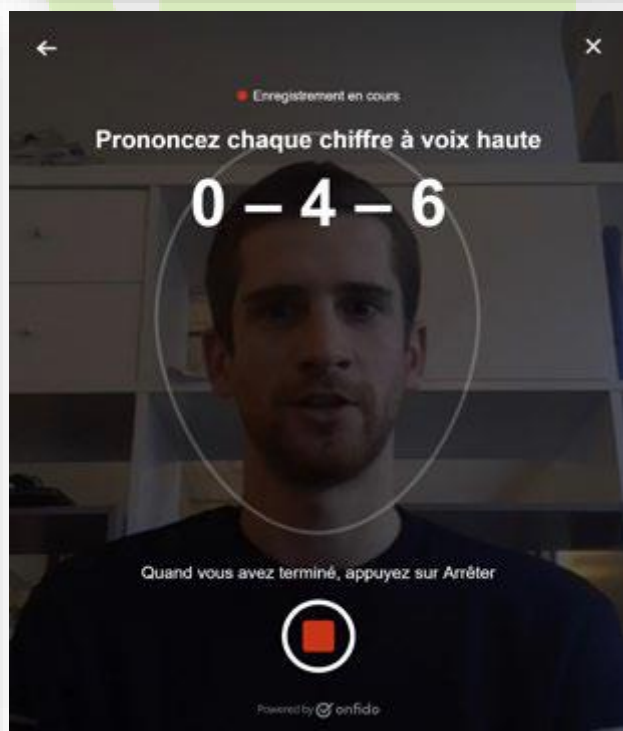 Enregistrement en cours
Prononcez chaque chiffre à voix haute
0 – 4 – 6
Quand vous avez terminé, appuyez sur Arrêter
Powered by onfido